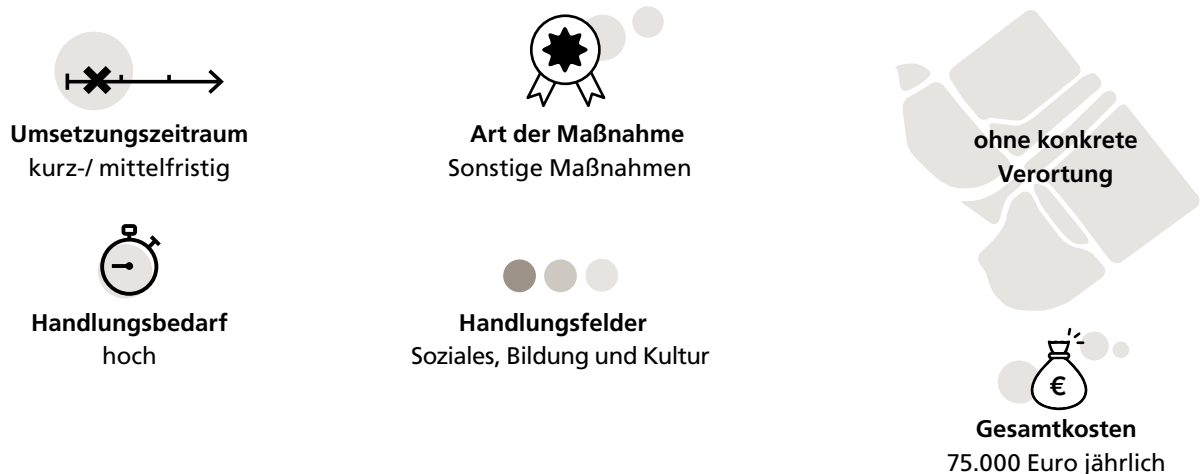 Umsetzungszeitraum
kurz-/ mittelfristig
Art der Maßnahme
Sonstige Maßnahmen
ohne konkrete
Verortung
Handlungsbedarf
hoch
Handlungsfelder
Soziales, Bildung und Kultur
€
Gesamtkosten
75.000 Euro jährlich